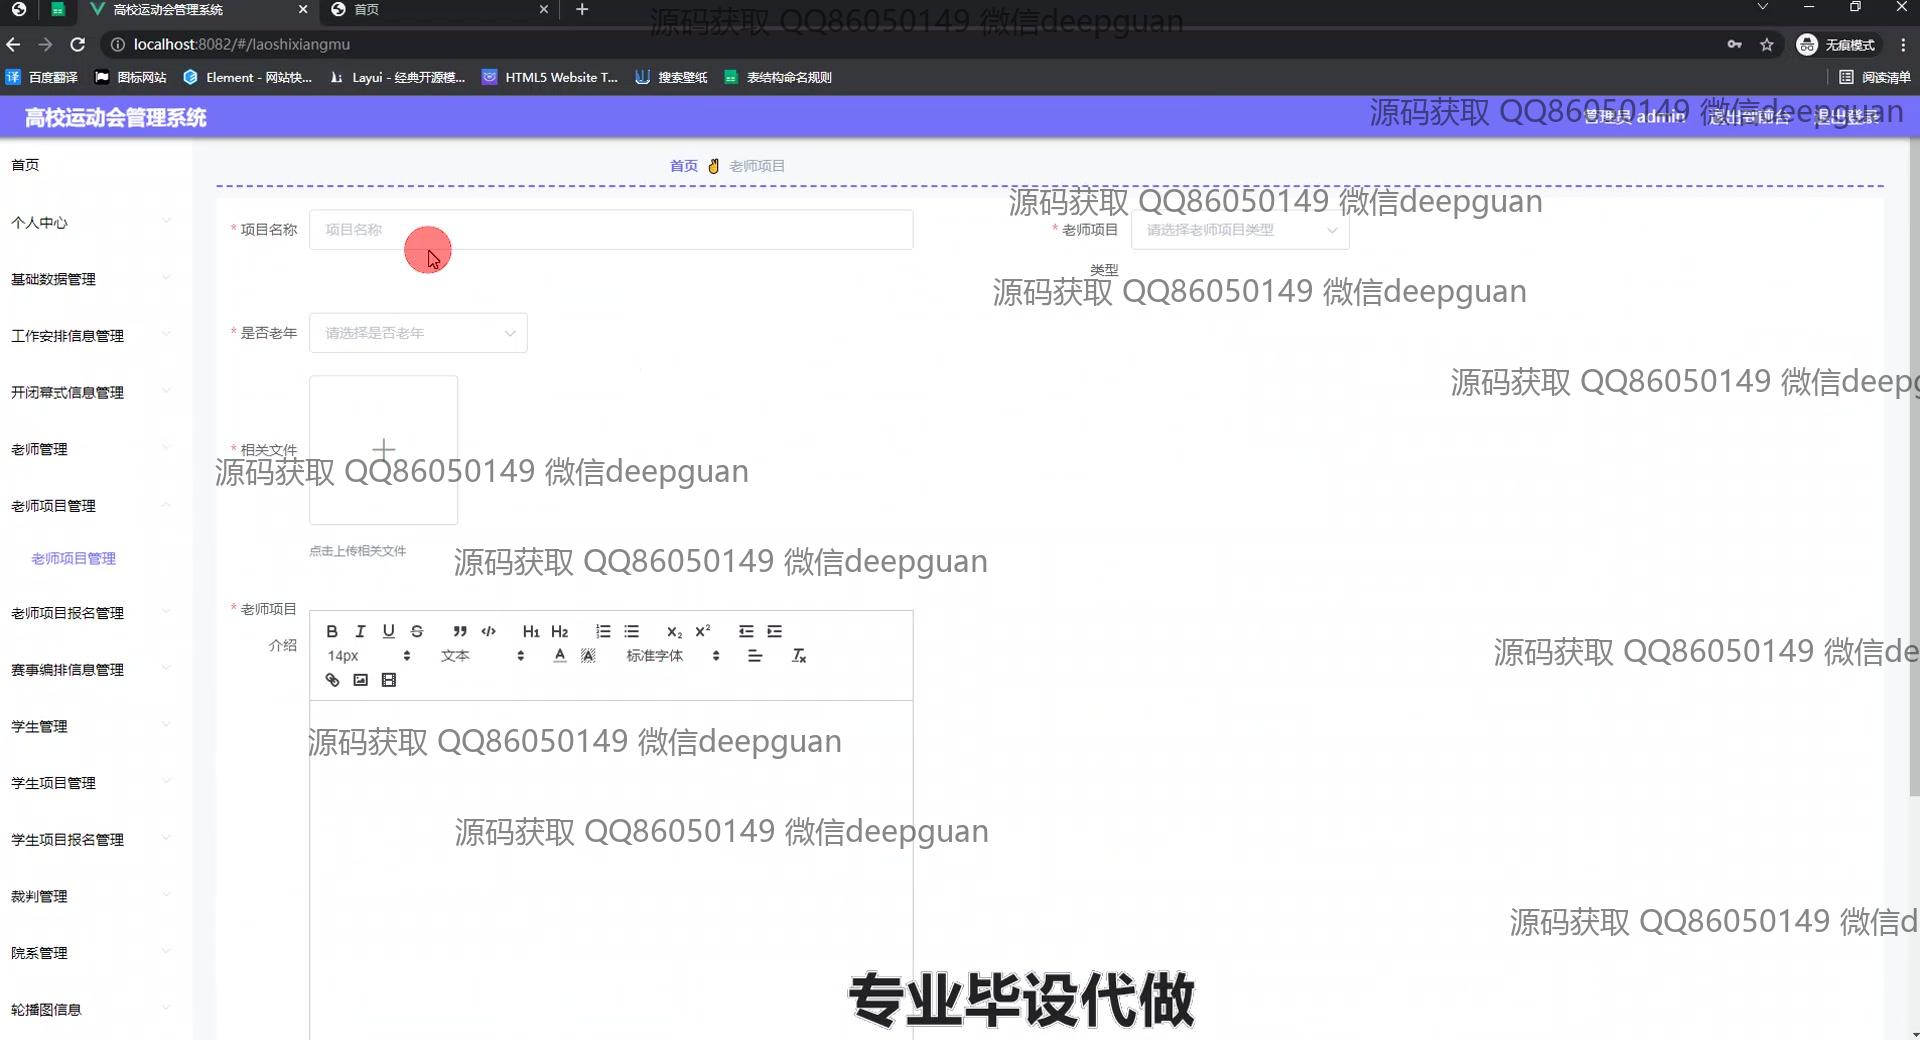 高校运动会管理系统
首页
源码获取 QQ86050149 微信deepguan
localhost:8082/#/laoshixiangmu
无痕模式
百度翻译
图标网站
Element - 网站快...
Layui - 经典开源模...
HTML5 Website T...
搜索壁纸
表结构命名规则
阅读清单
高校运动会管理系统
源码获取 QQ86050149 微信deepguan
管理员 admin
退出到前台
退出登录
首页
老师项目
首页
个人中心
基础数据管理
工作安排信息管理
开闭幕式信息管理
老师管理
老师项目管理
老师项目管理
老师项目报名管理
赛事编排信息管理
学生管理
学生项目管理
学生项目报名管理
裁判管理
院系管理
轮播图信息
源码获取 QQ86050149 微信deepguan
* 项目名称
项目名称
* 老师项目
类型
请选择老师项目类型
源码获取 QQ86050149 微信deepguan
* 是否老年
请选择是否老年
源码获取 QQ86050149 微信deepg
* 相关文件
源码获取 QQ86050149 微信deepguan
点击上传相关文件
源码获取 QQ86050149 微信deepguan
* 老师项目
介绍
B I U S H1 H2 x2 x2
14px 文本 A A 标准字体 Tx
源码获取 QQ86050149 微信de
源码获取 QQ86050149 微信deepguan
源码获取 QQ86050149 微信deepguan
源码获取 QQ86050149 微信d
专业毕设代做